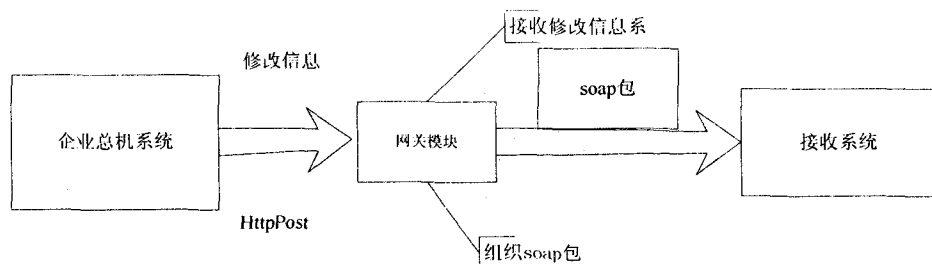 接收修改信息系
修改信息
soap包
企业总机系统
网关模块
接收系统
HttpPost
组织soap包